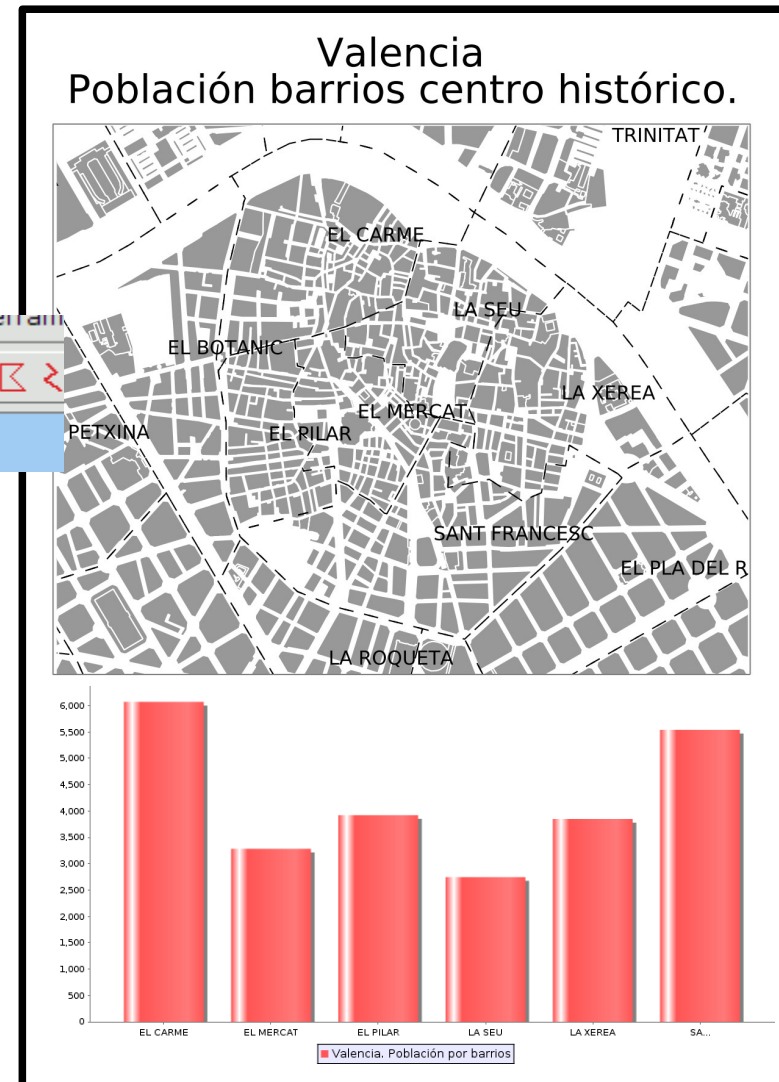 Valencia
Población barrios centro histórico.
TRINITAT
EL CARME
LA SEU
EL BOTANIC
LA XEREA
EL MERCAT
PETXINA
EL PILAR
SANT FRANCESC
EL PLA DEL R
LA ROQUETA
6,000
5,500
5,000
4,500
4,000
3,500
3,000
2,500
2,000
1,500
1,000
500
0
EL CARME EL MERCAT EL PILAR LA SEU LA XEREA SA...
Valencia. Población por barrios